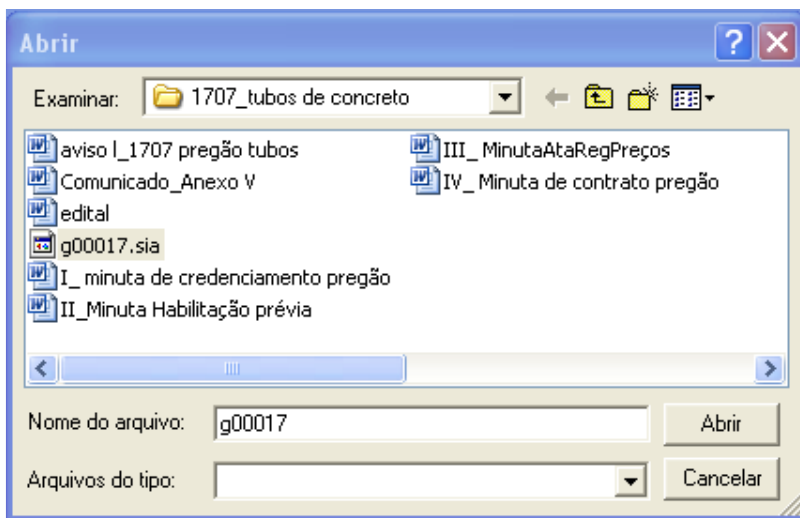 Abrir
Examinar: 1707_tubos de concreto
aviso l_1707 pregão tubos
Comunicado_Anexo V
edital
g00017.sia
I_ minuta de credenciamento pregão
II_Minuta Habilitação prévia
III_ MinutaAtaRegPreços
IV_ Minuta de contrato pregão
Nome do arquivo: g00017 Abrir
Arquivos do tipo: Cancelar